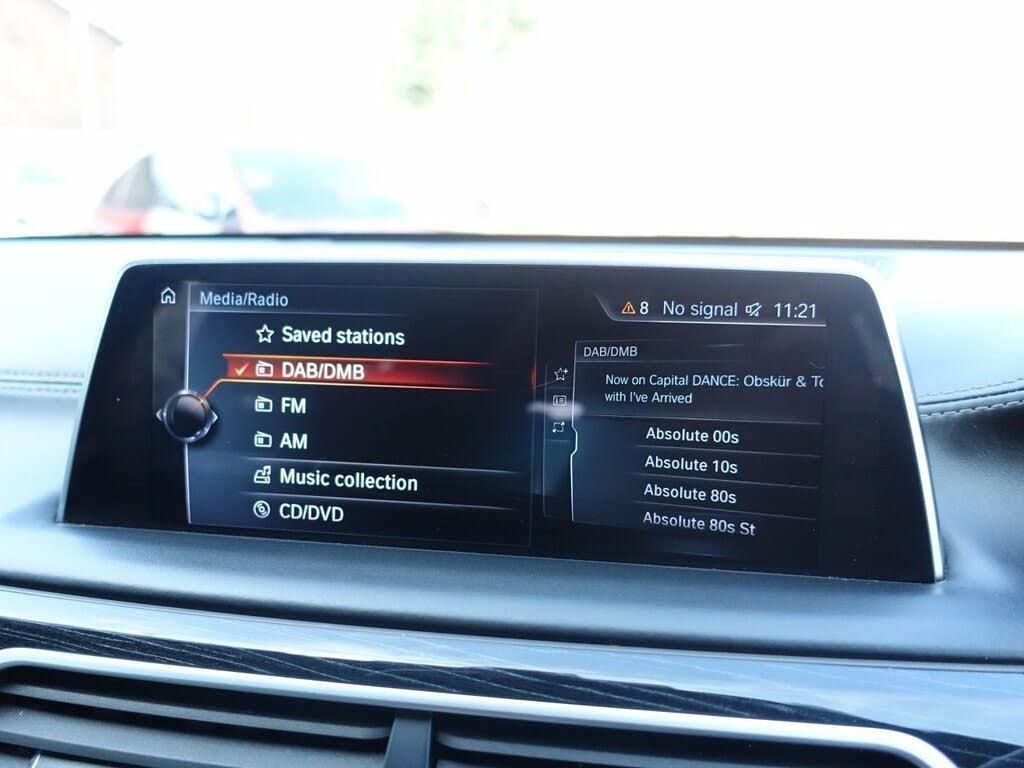 Media/Radio
Saved stations
DAB/DMB
FM
AM
Music collection
CD/DVD
8 No signal 11:21
DAB/DMB
Now on Capital DANCE: Obskür & To
with I've Arrived
Absolute 00s
Absolute 10s
Absolute 80s
Absolute 80s St